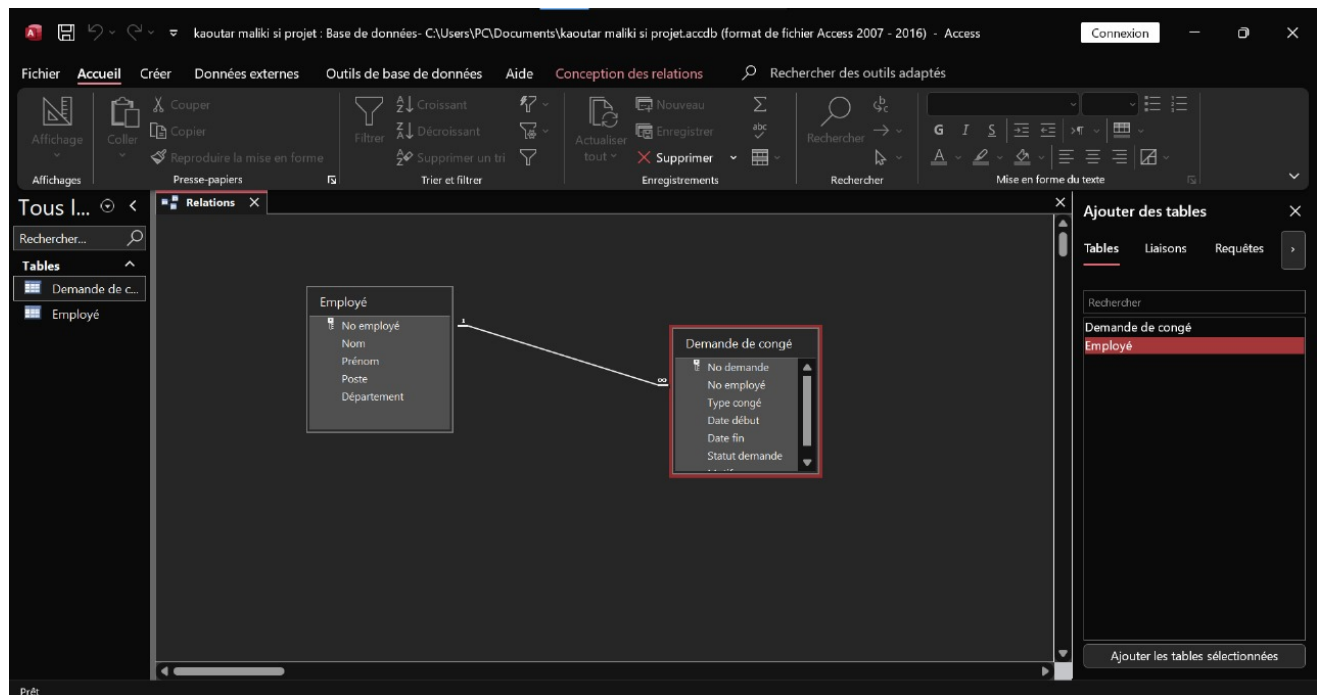 kaoutar maliki si projet : Base de données- C:\Users\PC\Documents\kaoutar maliki si projet.accdb (format de fichier Access 2007 - 2016) - Access
Connexion
Fichier Accueil Créer Données externes Outils de base de données Aide Conception des relations Rechercher des outils adaptés
Affichage
Affichages
Coller
Couper
Copier
Reproduire la mise en forme
Presse-papiers
Filtrer
Croissant
Décroissant
Supprimer un tri
Trier et filtrer
Actualiser
tout
Nouveau
Enregistrer
Supprimer
Enregistrements
Rechercher
Rechercher
G I S
A
Mise en forme du texte
Tous l...
Rechercher...
Tables
Demande de c...
Employé
Relations
Employé
No employé
Nom
Prénom
Poste
Département
1
∞
Demande de congé
No demande
No employé
Type congé
Date début
Date fin
Statut demande
Ajouter des tables
Tables Liaisons Requêtes
Rechercher
Demande de congé
Employé
Ajouter les tables sélectionnées
Prêt